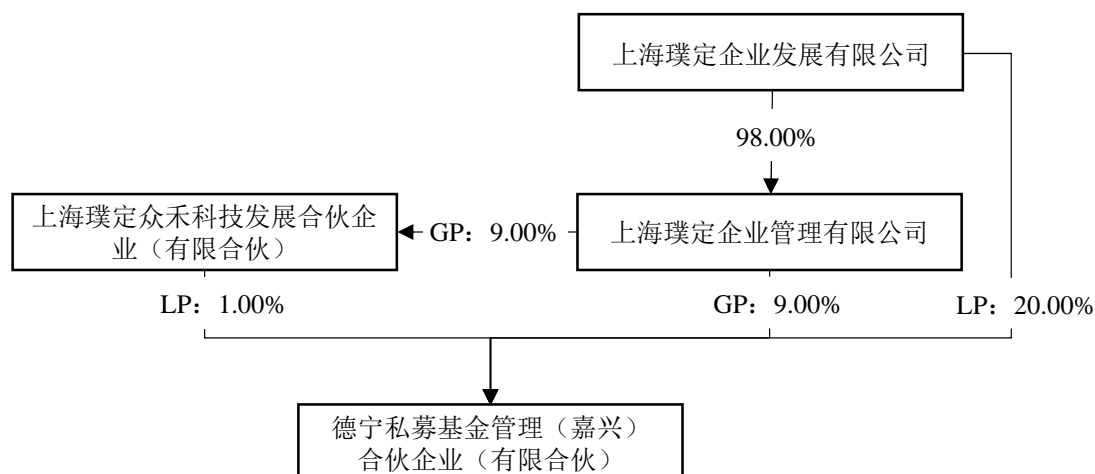 上海璞定企业发展有限公司
98.00%
上海璞定众禾科技发展合伙企
业（有限合伙）
GP：9.00%
上海璞定企业管理有限公司
LP：1.00%
GP：9.00%
LP：20.00%
德宁私募基金管理（嘉兴）
合伙企业（有限合伙）